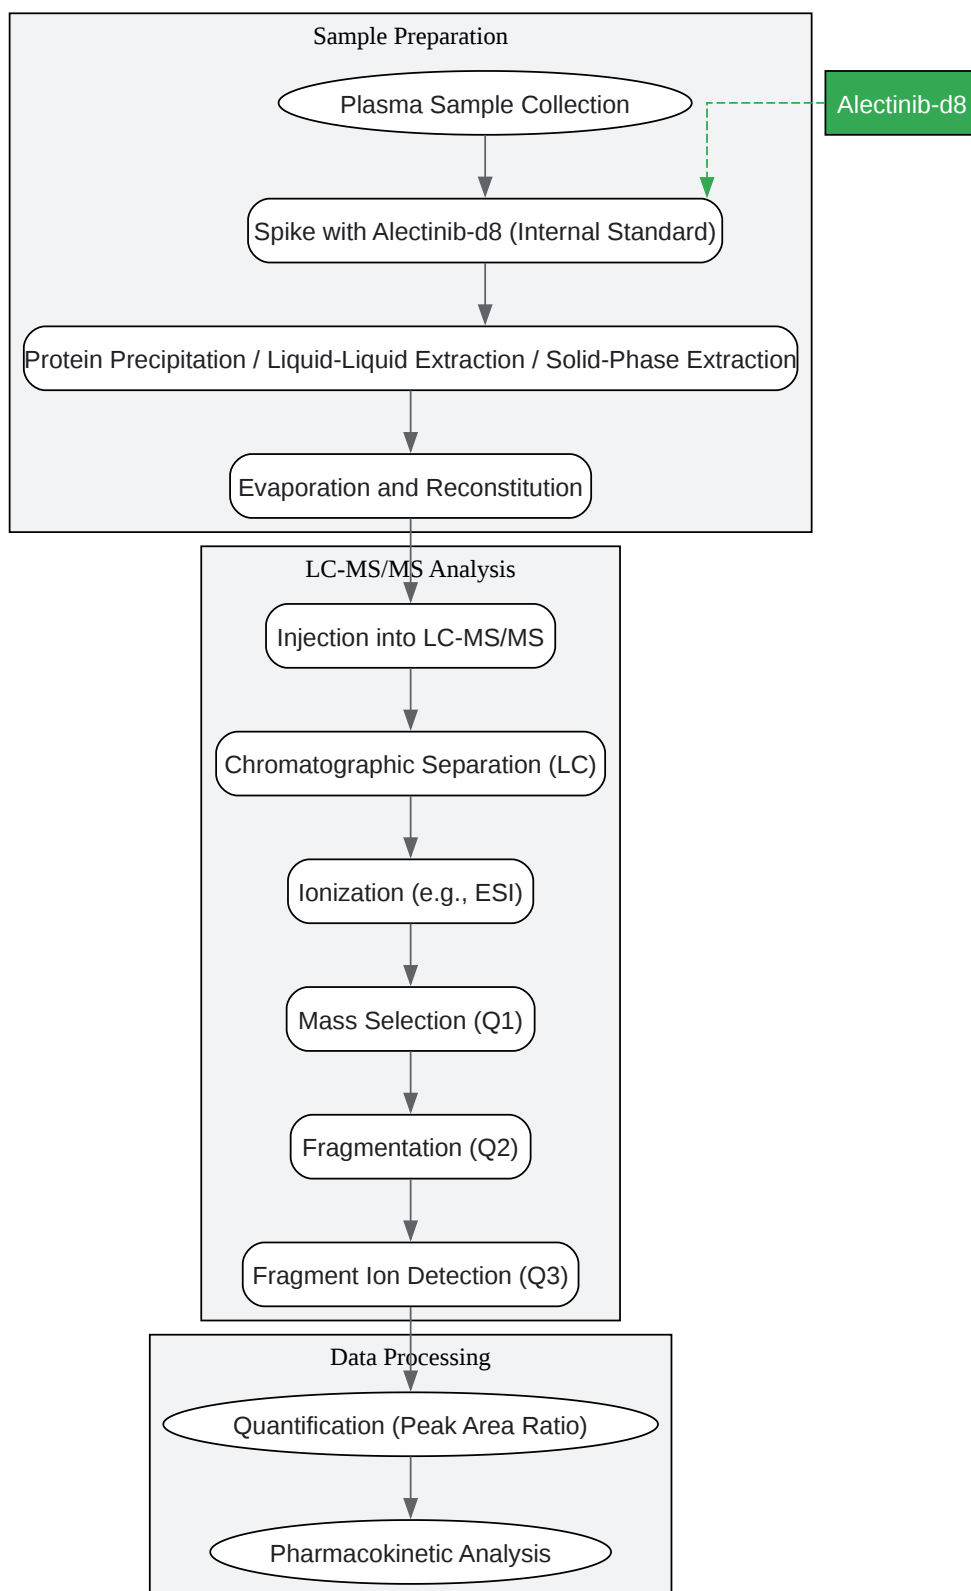 Sample Preparation
Plasma Sample Collection
Alectinib-d8
Spike with Alectinib-d8 (Internal Standard)
Protein Precipitation / Liquid-Liquid Extraction / Solid-Phase Extraction
Evaporation and Reconstitution
LC-MS/MS Analysis
Injection into LC-MS/MS
Chromatographic Separation (LC)
Ionization (e.g., ESI)
Mass Selection (Q1)
Fragmentation (Q2)
Fragment Ion Detection (Q3)
Data Processing
Quantification (Peak Area Ratio)
Pharmacokinetic Analysis